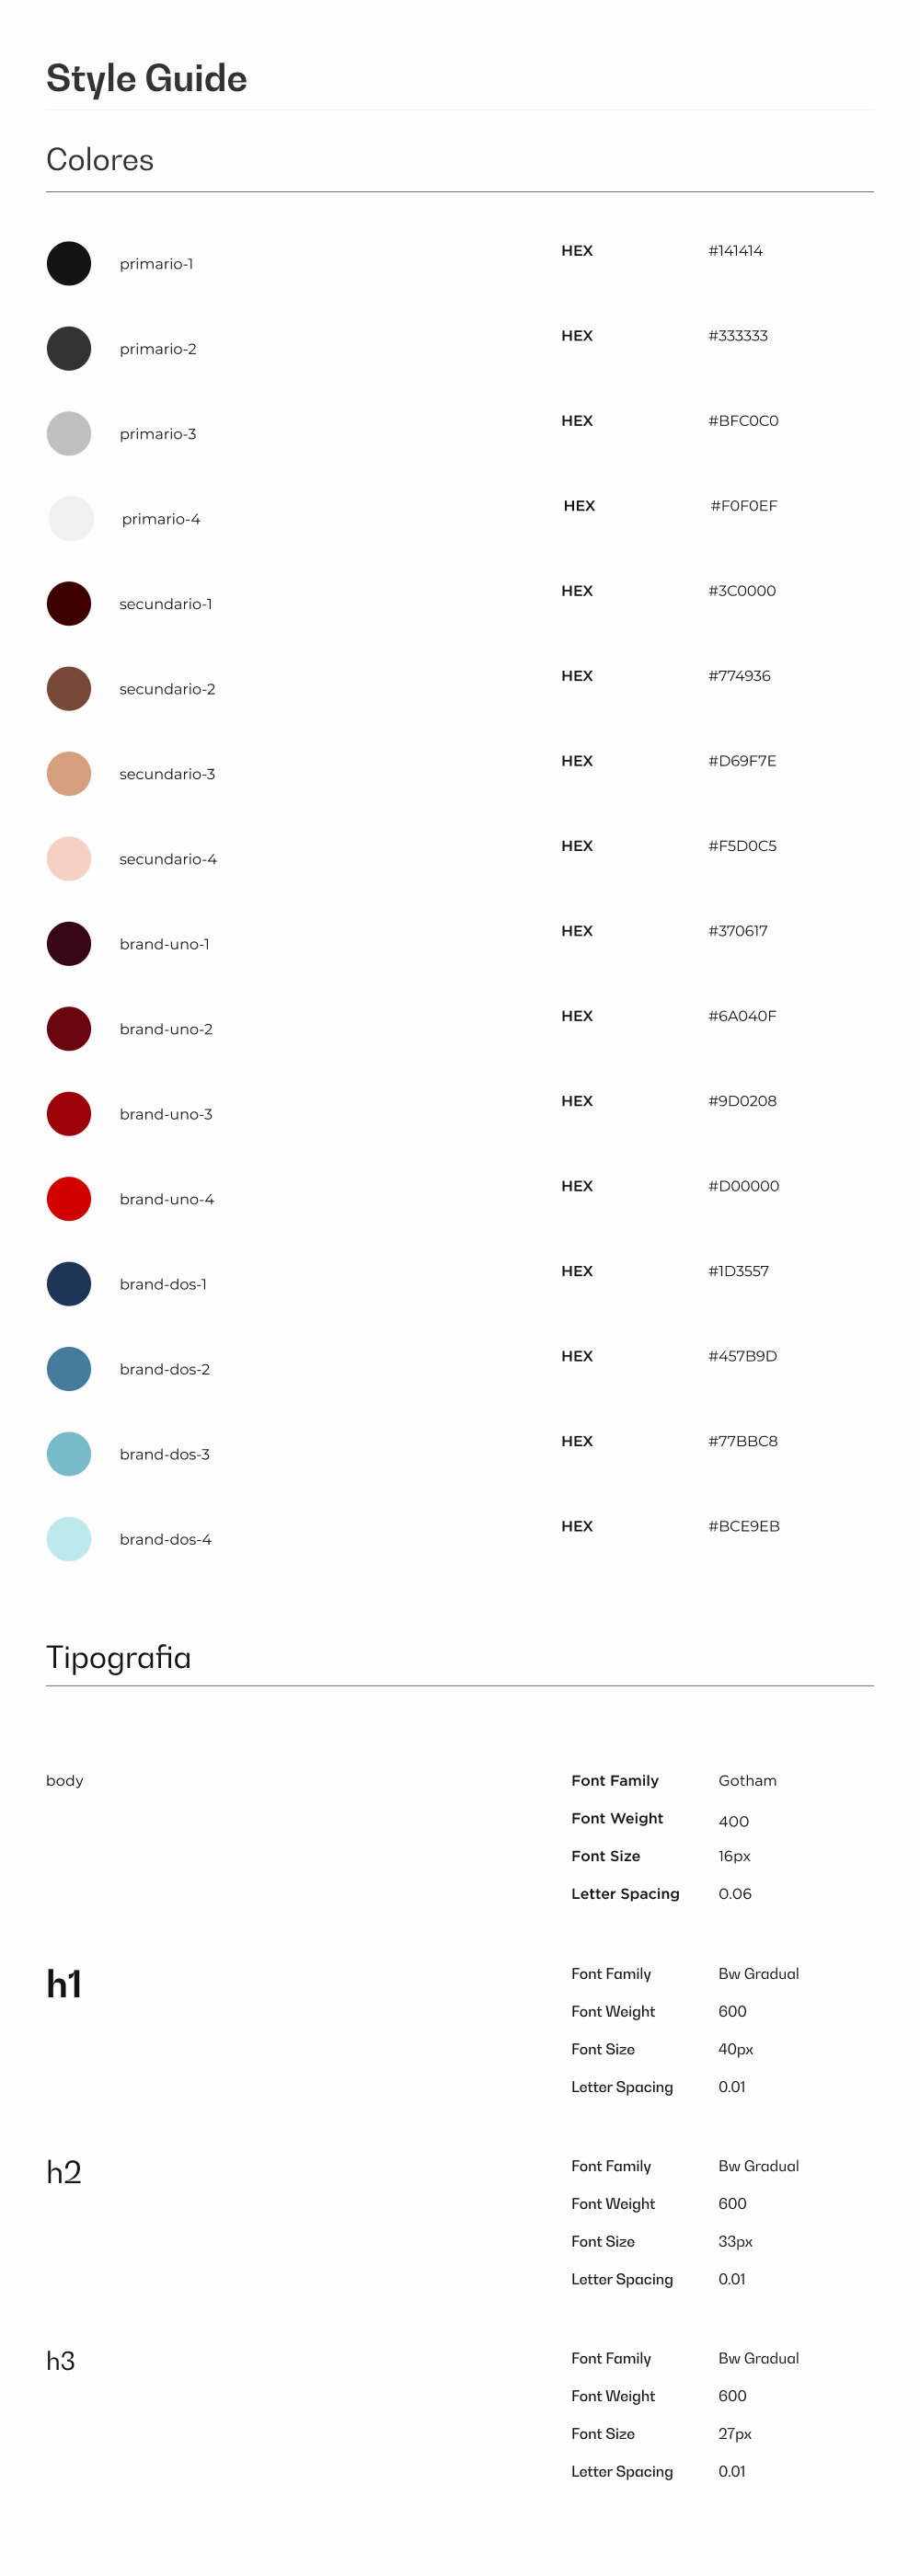 Style Guide
Colores
primario-1 HEX #141414
primario-2 HEX #333333
primario-3 HEX #BFC0C0
primario-4 HEX #F0F0EF
secundario-1 HEX #3C0000
secundario-2 HEX #774936
secundario-3 HEX #D69F7E
secundario-4 HEX #F5D0C5
brand-uno-1 HEX #370617
brand-uno-2 HEX #6A040F
brand-uno-3 HEX #9D0208
brand-uno-4 HEX #D00000
brand-dos-1 HEX #1D3557
brand-dos-2 HEX #457B9D
brand-dos-3 HEX #77BBC8
brand-dos-4 HEX #BCE9EB
Tipografia
body Font Family Gotham
Font Weight 400
Font Size 16px
Letter Spacing 0.06
h1 Font Family Bw Gradual
Font Weight 600
Font Size 40px
Letter Spacing 0.01
h2 Font Family Bw Gradual
Font Weight 600
Font Size 33px
Letter Spacing 0.01
h3 Font Family Bw Gradual
Font Weight 600
Font Size 27px
Letter Spacing 0.01